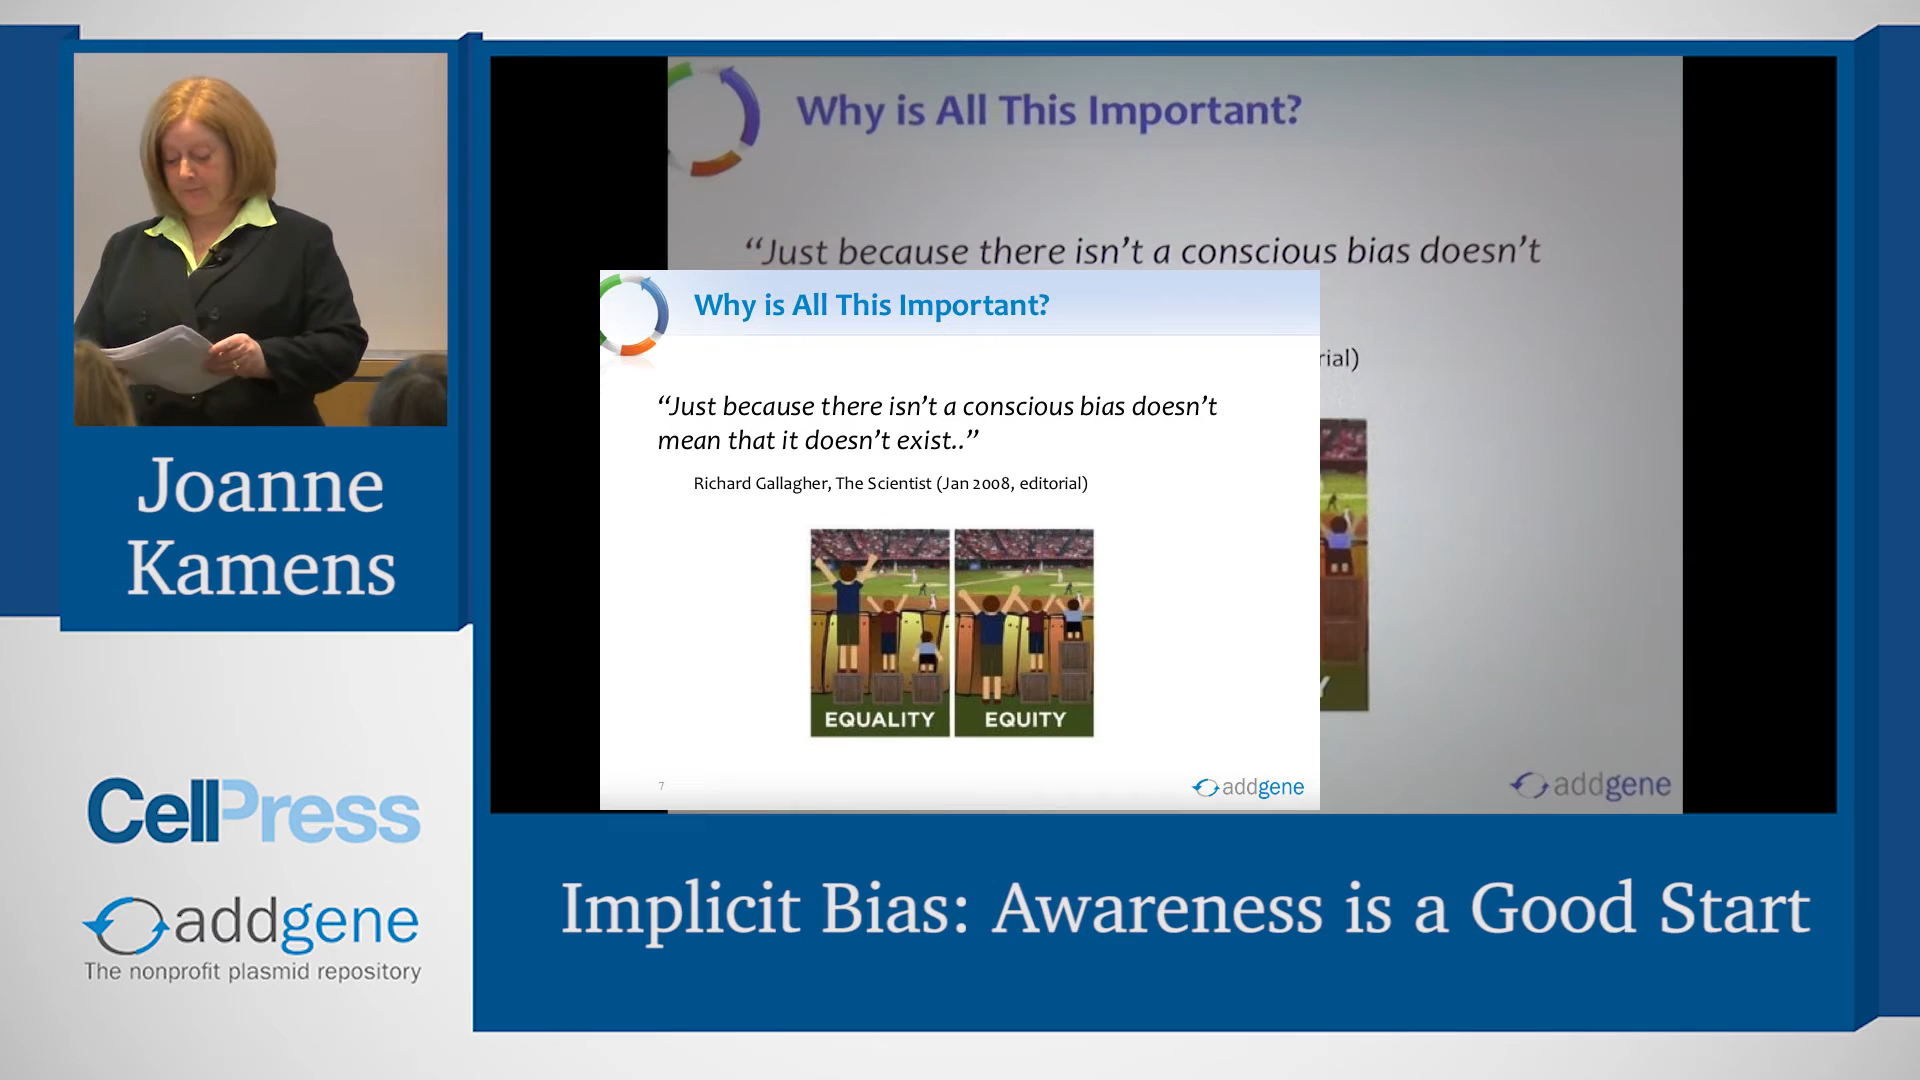 Joanne
Kamens
CellPress
addgene
The nonprofit plasmid repository
Why is All This Important?
“Just because there isn’t a conscious bias doesn’t
rial)
Y
addgene
Why is All This Important?
“Just because there isn’t a conscious bias doesn’t
mean that it doesn’t exist..”
Richard Gallagher, The Scientist (Jan 2008, editorial)
EQUALITY
EQUITY
7
addgene
Implicit Bias: Awareness is a Good Start